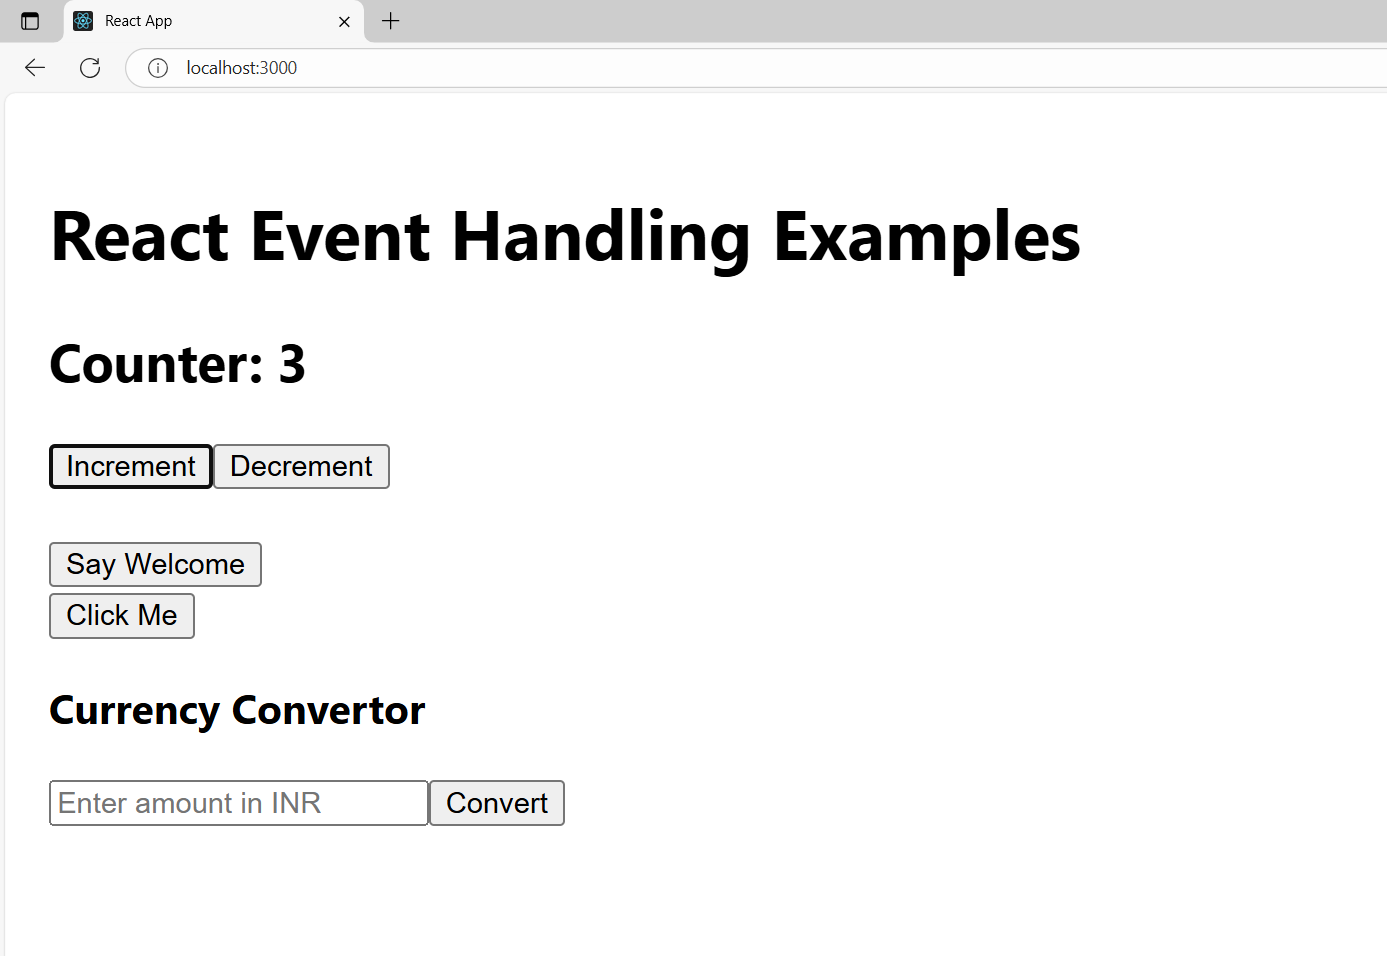 React App
localhost:3000
React Event Handling Examples
Counter: 3
Increment Decrement
Say Welcome
Click Me
Currency Convertor
Enter amount in INR Convert